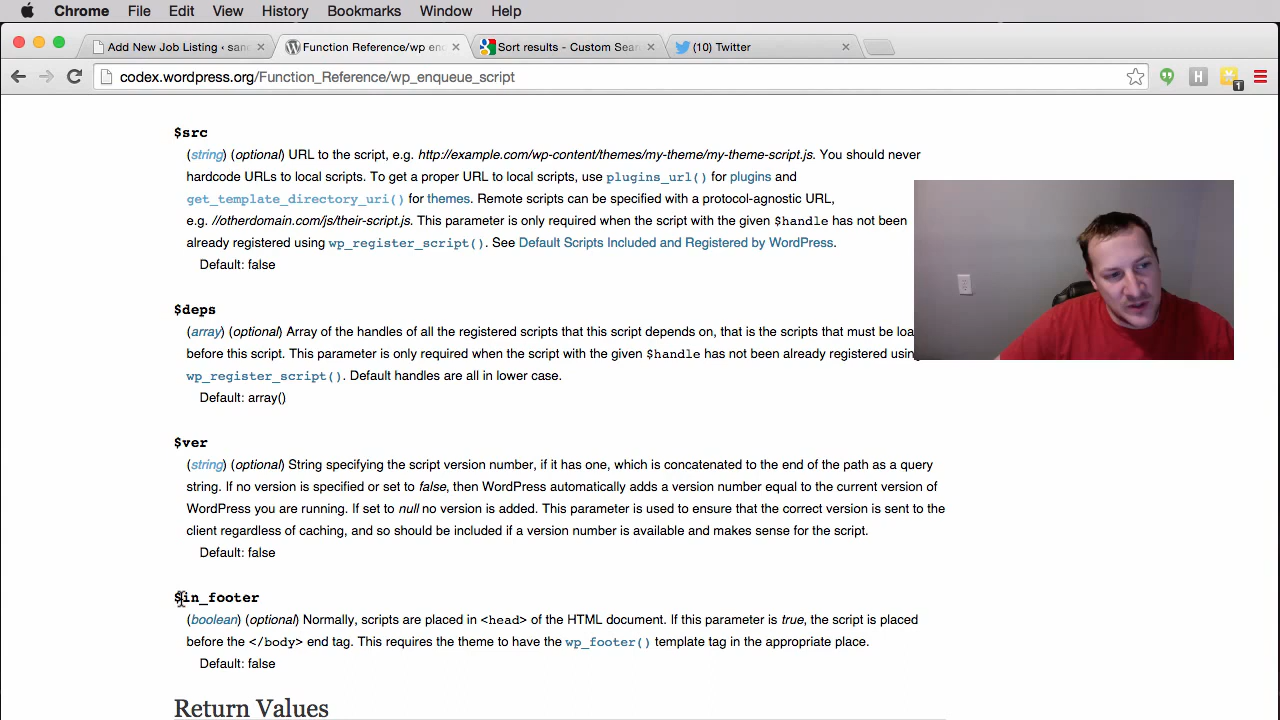 Chrome File Edit View History Bookmarks Window Help
Add New Job Listing ‹ san
Function Reference/wp en
Sort results - Custom Sea
(10) Twitter
codex.wordpress.org/Function_Reference/wp_enqueue_script
H
1
$src
(string) (optional) URL to the script, e.g. http://example.com/wp-content/themes/my-theme/my-theme-script.js. You should never
hardcode URLs to local scripts. To get a proper URL to local scripts, use plugins_url() for plugins and
get_template_directory_uri() for themes. Remote scripts can be specified with a protocol-agnostic URL,
e.g. //otherdomain.com/js/their-script.js. This parameter is only required when the script with the given $handle has not been
already registered using wp_register_script(). See Default Scripts Included and Registered by WordPress.
Default: false
$deps
(array) (optional) Array of the handles of all the registered scripts that this script depends on, that is the scripts that must be loa
before this script. This parameter is only required when the script with the given $handle has not been already registered using
wp_register_script(). Default handles are all in lower case.
Default: array()
$ver
(string) (optional) String specifying the script version number, if it has one, which is concatenated to the end of the path as a query
string. If no version is specified or set to false, then WordPress automatically adds a version number equal to the current version of
WordPress you are running. If set to null no version is added. This parameter is used to ensure that the correct version is sent to the
client regardless of caching, and so should be included if a version number is available and makes sense for the script.
Default: false
$in_footer
(boolean) (optional) Normally, scripts are placed in <head> of the HTML document. If this parameter is true, the script is placed
before the </body> end tag. This requires the theme to have the wp_footer() template tag in the appropriate place.
Default: false
Return Values